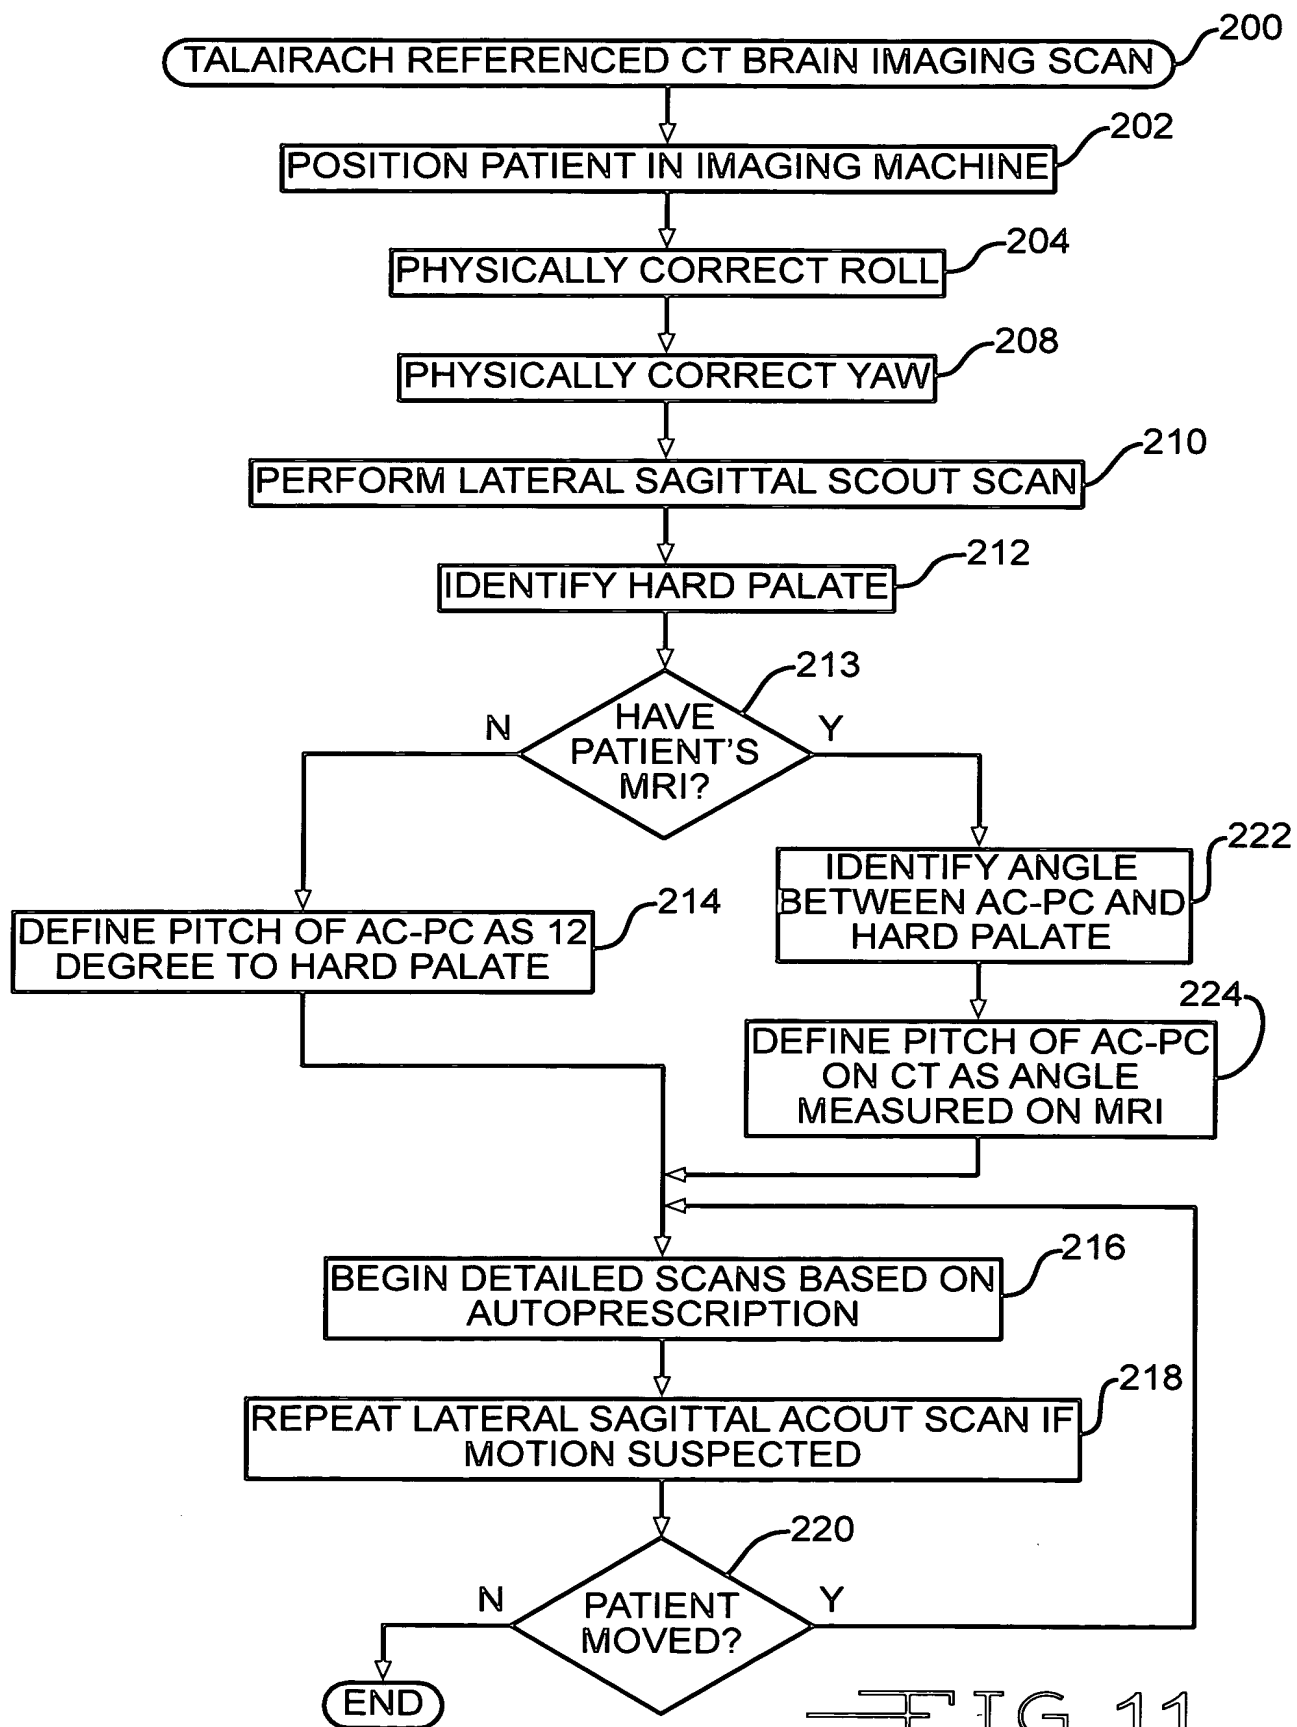 200
TALAIRACH REFERENCED CT BRAIN IMAGING SCAN
202
POSITION PATIENT IN IMAGING MACHINE
204
PHYSICALLY CORRECT ROLL
208
PHYSICALLY CORRECT YAW
210
PERFORM LATERAL SAGITTAL SCOUT SCAN
212
IDENTIFY HARD PALATE
213
HAVE
PATIENT'S
MRI?
N
Y
222
IDENTIFY ANGLE
BETWEEN AC-PC AND
HARD PALATE
214
DEFINE PITCH OF AC-PC AS 12
DEGREE TO HARD PALATE
224
DEFINE PITCH OF AC-PC
ON CT AS ANGLE
MEASURED ON MRI
216
BEGIN DETAILED SCANS BASED ON
AUTOPRESCRIPTION
218
REPEAT LATERAL SAGITTAL ACOUT SCAN IF
MOTION SUSPECTED
220
PATIENT
MOVED?
N
Y
END
FIG 11